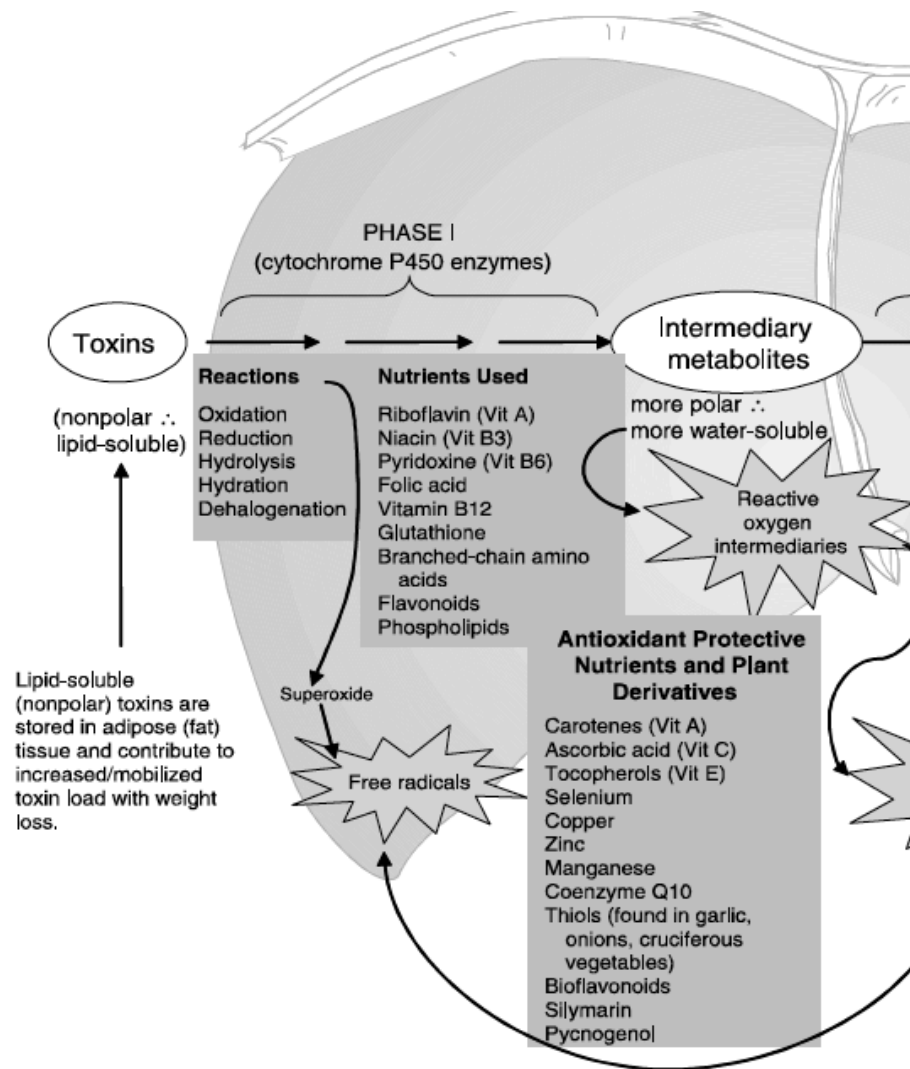 PHASE I
(cytochrome P450 enzymes)
Toxins
Intermediary
metabolites
(nonpolar ∴
lipid-soluble)
Reactions
Oxidation
Reduction
Hydrolysis
Hydration
Dehalogenation
Nutrients Used
Riboflavin (Vit A)
Niacin (Vit B3)
Pyridoxine (Vit B6)
Folic acid
Vitamin B12
Glutathione
Branched-chain amino
acids
Flavonoids
Phospholipids
more polar ∴
more water-soluble
Reactive
oxygen
intermediaries
Lipid-soluble
(nonpolar) toxins are
stored in adipose (fat)
tissue and contribute to
increased/mobilized
toxin load with weight
loss.
Superoxide
Free radicals
Antioxidant Protective
Nutrients and Plant
Derivatives
Carotenes (Vit A)
Ascorbic acid (Vit C)
Tocopherols (Vit E)
Selenium
Copper
Zinc
Manganese
Coenzyme Q10
Thiols (found in garlic,
onions, cruciferous
vegetables)
Bioflavonoids
Silymarin
Pycnogenol